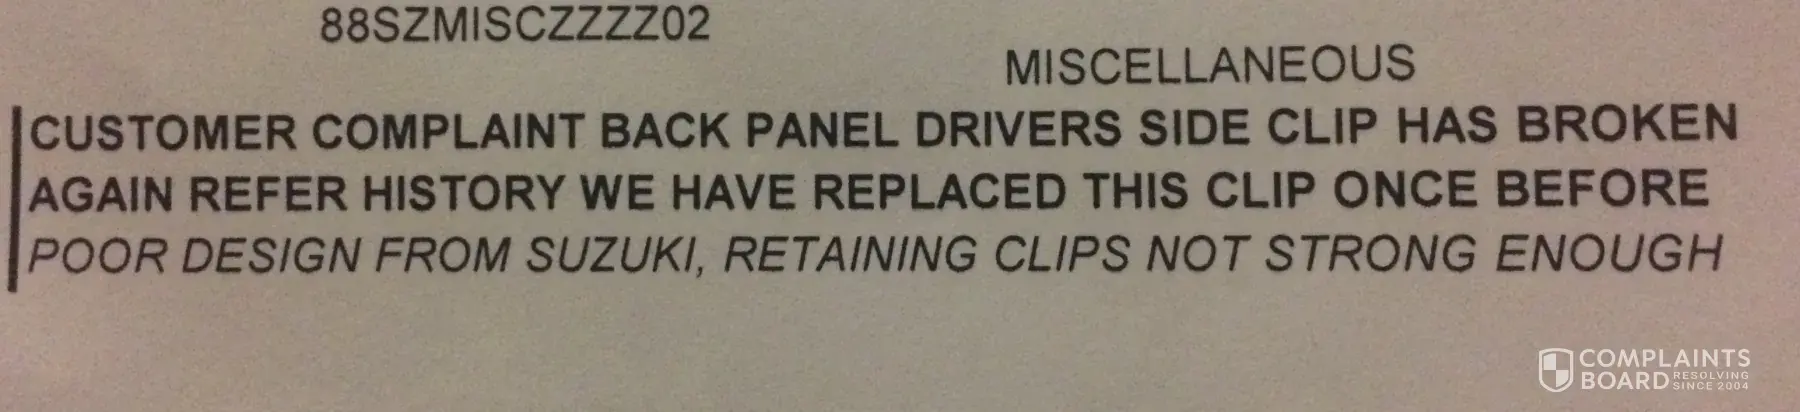 88SZMISCZZZZ02
MISCELLANEOUS
CUSTOMER COMPLAINT BACK PANEL DRIVERS SIDE CLIP HAS BROKEN
AGAIN REFER HISTORY WE HAVE REPLACED THIS CLIP ONCE BEFORE
POOR DESIGN FROM SUZUKI, RETAINING CLIPS NOT STRONG ENOUGH
COMPLAINTS
BOARD RESOLVING SINCE 2004